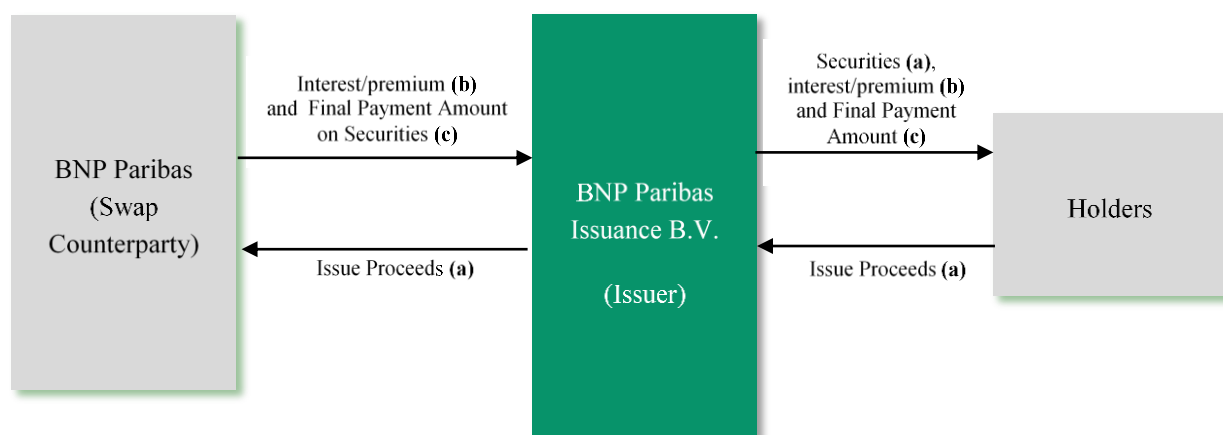 BNP Paribas
(Swap
Counterparty)
Interest/premium (b)
and Final Payment Amount
on Securities (c)
Issue Proceeds (a)
BNP Paribas
Issuance B.V.
(Issuer)
Securities (a),
interest/premium (b)
and Final Payment
Amount (c)
Issue Proceeds (a)
Holders